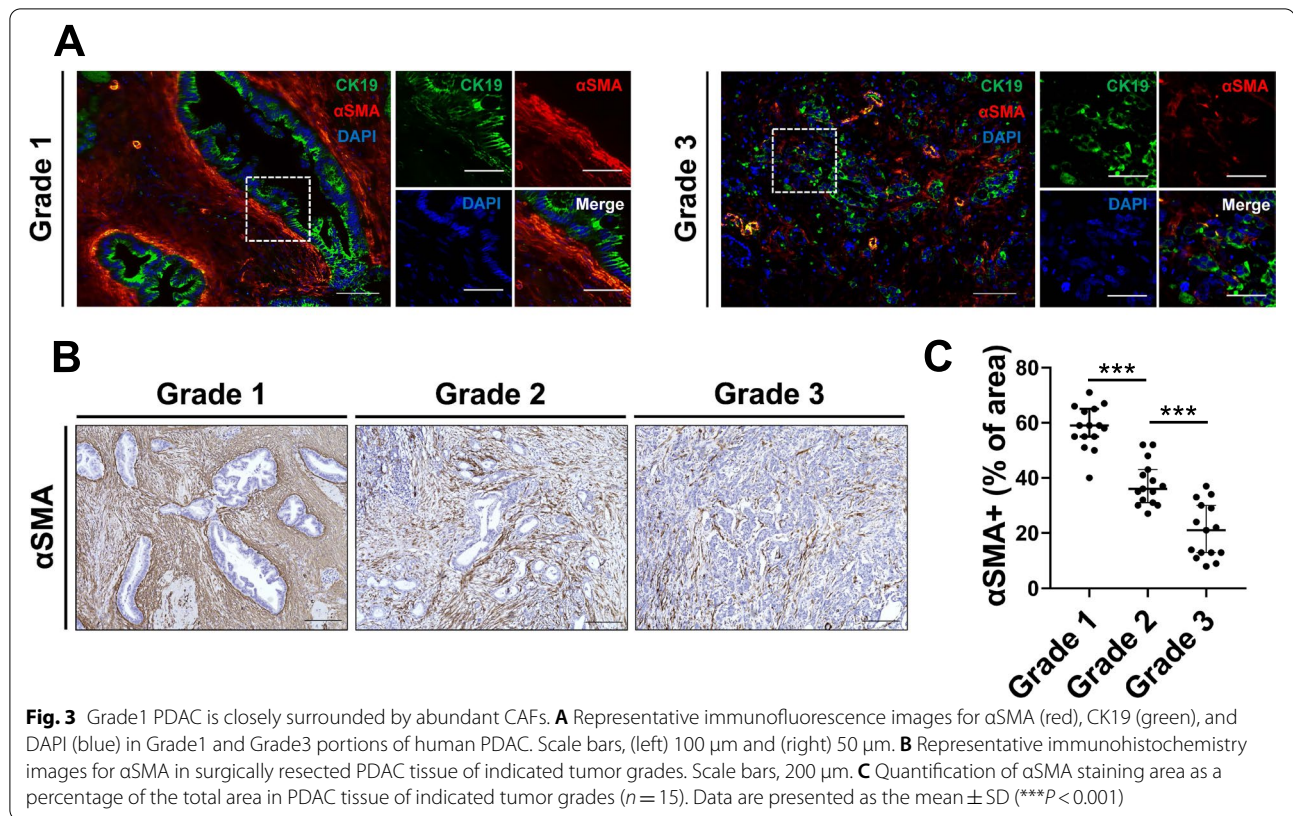 A
Grade 1
CK19
αSMA
DAPI
CK19
αSMA
DAPI
Merge
Grade 3
CK19
αSMA
DAPI
CK19
αSMA
DAPI
Merge
B
Grade 1 Grade 2 Grade 3
αSMA
C
αSMA+ (% of area)
80
60
40
20
0
***
***
Grade 1
Grade 2
Grade 3
Fig. 3 Grade1 PDAC is closely surrounded by abundant CAFs. A Representative immunofluorescence images for αSMA (red), CK19 (green), and
DAPI (blue) in Grade1 and Grade3 portions of human PDAC. Scale bars, (left) 100 μm and (right) 50 μm. B Representative immunohistochemistry
images for αSMA in surgically resected PDAC tissue of indicated tumor grades. Scale bars, 200 μm. C Quantification of αSMA staining area as a
percentage of the total area in PDAC tissue of indicated tumor grades (n = 15). Data are presented as the mean ± SD (***P < 0.001)